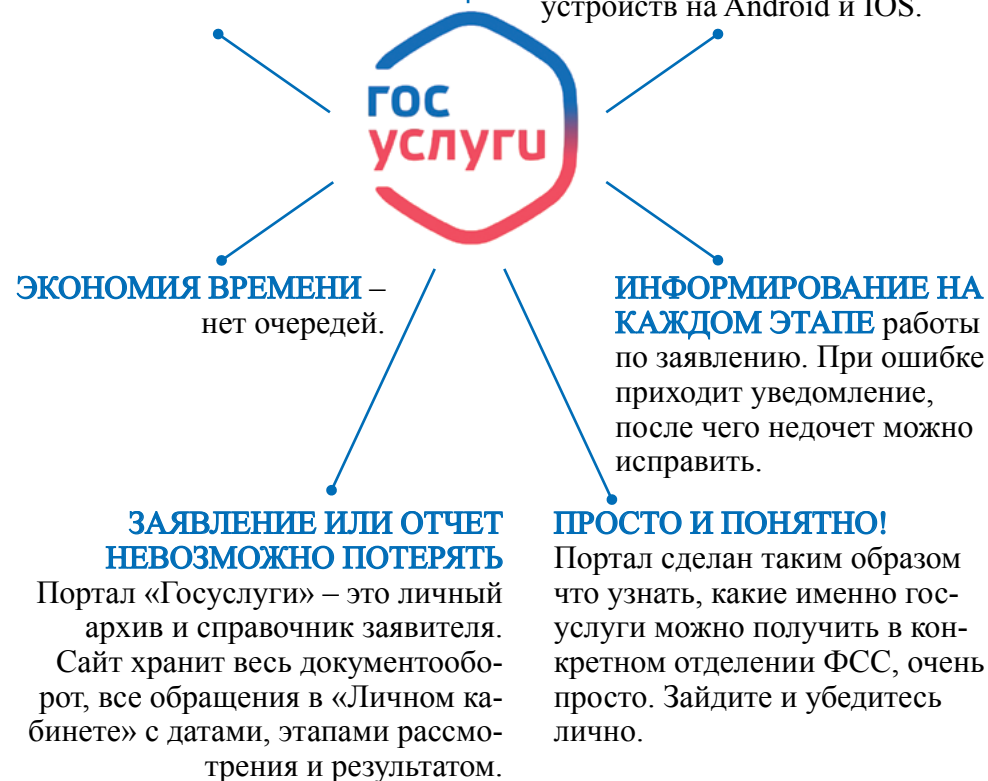 устройств на Android и IOS.
гос
услуги
ЭКОНОМИЯ ВРЕМЕНИ –
нет очередей.
ИНФОРМИРОВАНИЕ НА
КАЖДОМ ЭТАПЕ работы
по заявлению. При ошибке
приходит уведомление,
после чего недочет можно
исправить.
ЗАЯВЛЕНИЕ ИЛИ ОТЧЕТ
НЕВОЗМОЖНО ПОТЕРЯТЬ
Портал «Госуслуги» – это личный
архив и справочник заявителя.
Сайт хранит весь документообо-
рот, все обращения в «Личном ка-
бинете» с датами, этапами рассмо-
трения и результатом.
ПРОСТО И ПОНЯТНО!
Портал сделан таким образом
что узнать, какие именно гос-
услуги можно получить в кон-
кретном отделении ФСС, очень
просто. Зайдите и убедитесь
лично.